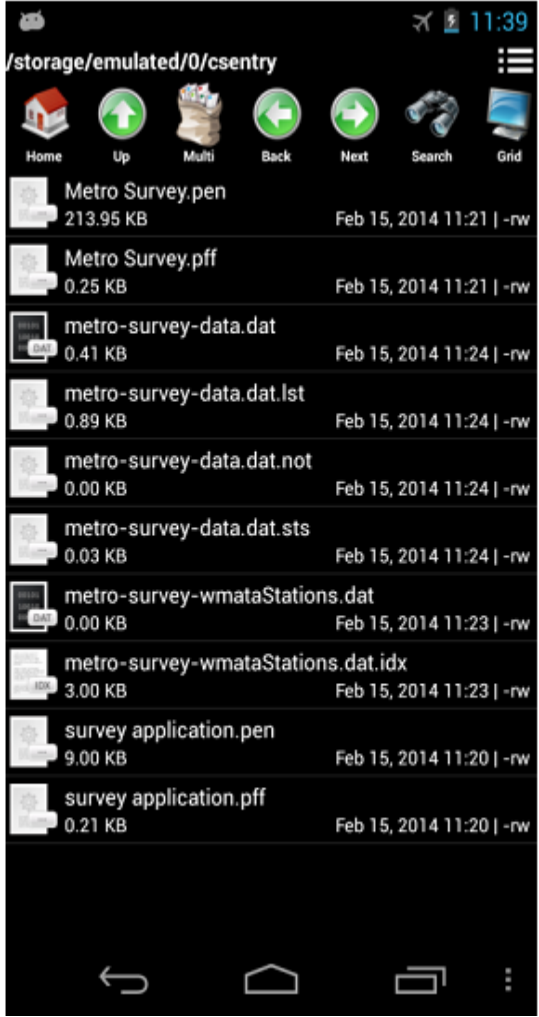 11:39
/storage/emulated/0/csentry
Home Up Multi Back Next Search Grid
Metro Survey.pen
213.95 KB Feb 15, 2014 11:21 | -rw
Metro Survey.pff
0.25 KB Feb 15, 2014 11:21 | -rw
metro-survey-data.dat
DAT 0.41 KB Feb 15, 2014 11:24 | -rw
metro-survey-data.dat.lst
0.89 KB Feb 15, 2014 11:24 | -rw
metro-survey-data.dat.not
0.00 KB Feb 15, 2014 11:24 | -rw
metro-survey-data.dat.sts
0.03 KB Feb 15, 2014 11:24 | -rw
metro-survey-wmataStations.dat
DAT 0.00 KB Feb 15, 2014 11:23 | -rw
metro-survey-wmataStations.dat.idx
IDX 3.00 KB Feb 15, 2014 11:23 | -rw
survey application.pen
9.00 KB Feb 15, 2014 11:20 | -rw
survey application.pff
0.21 KB Feb 15, 2014 11:20 | -rw